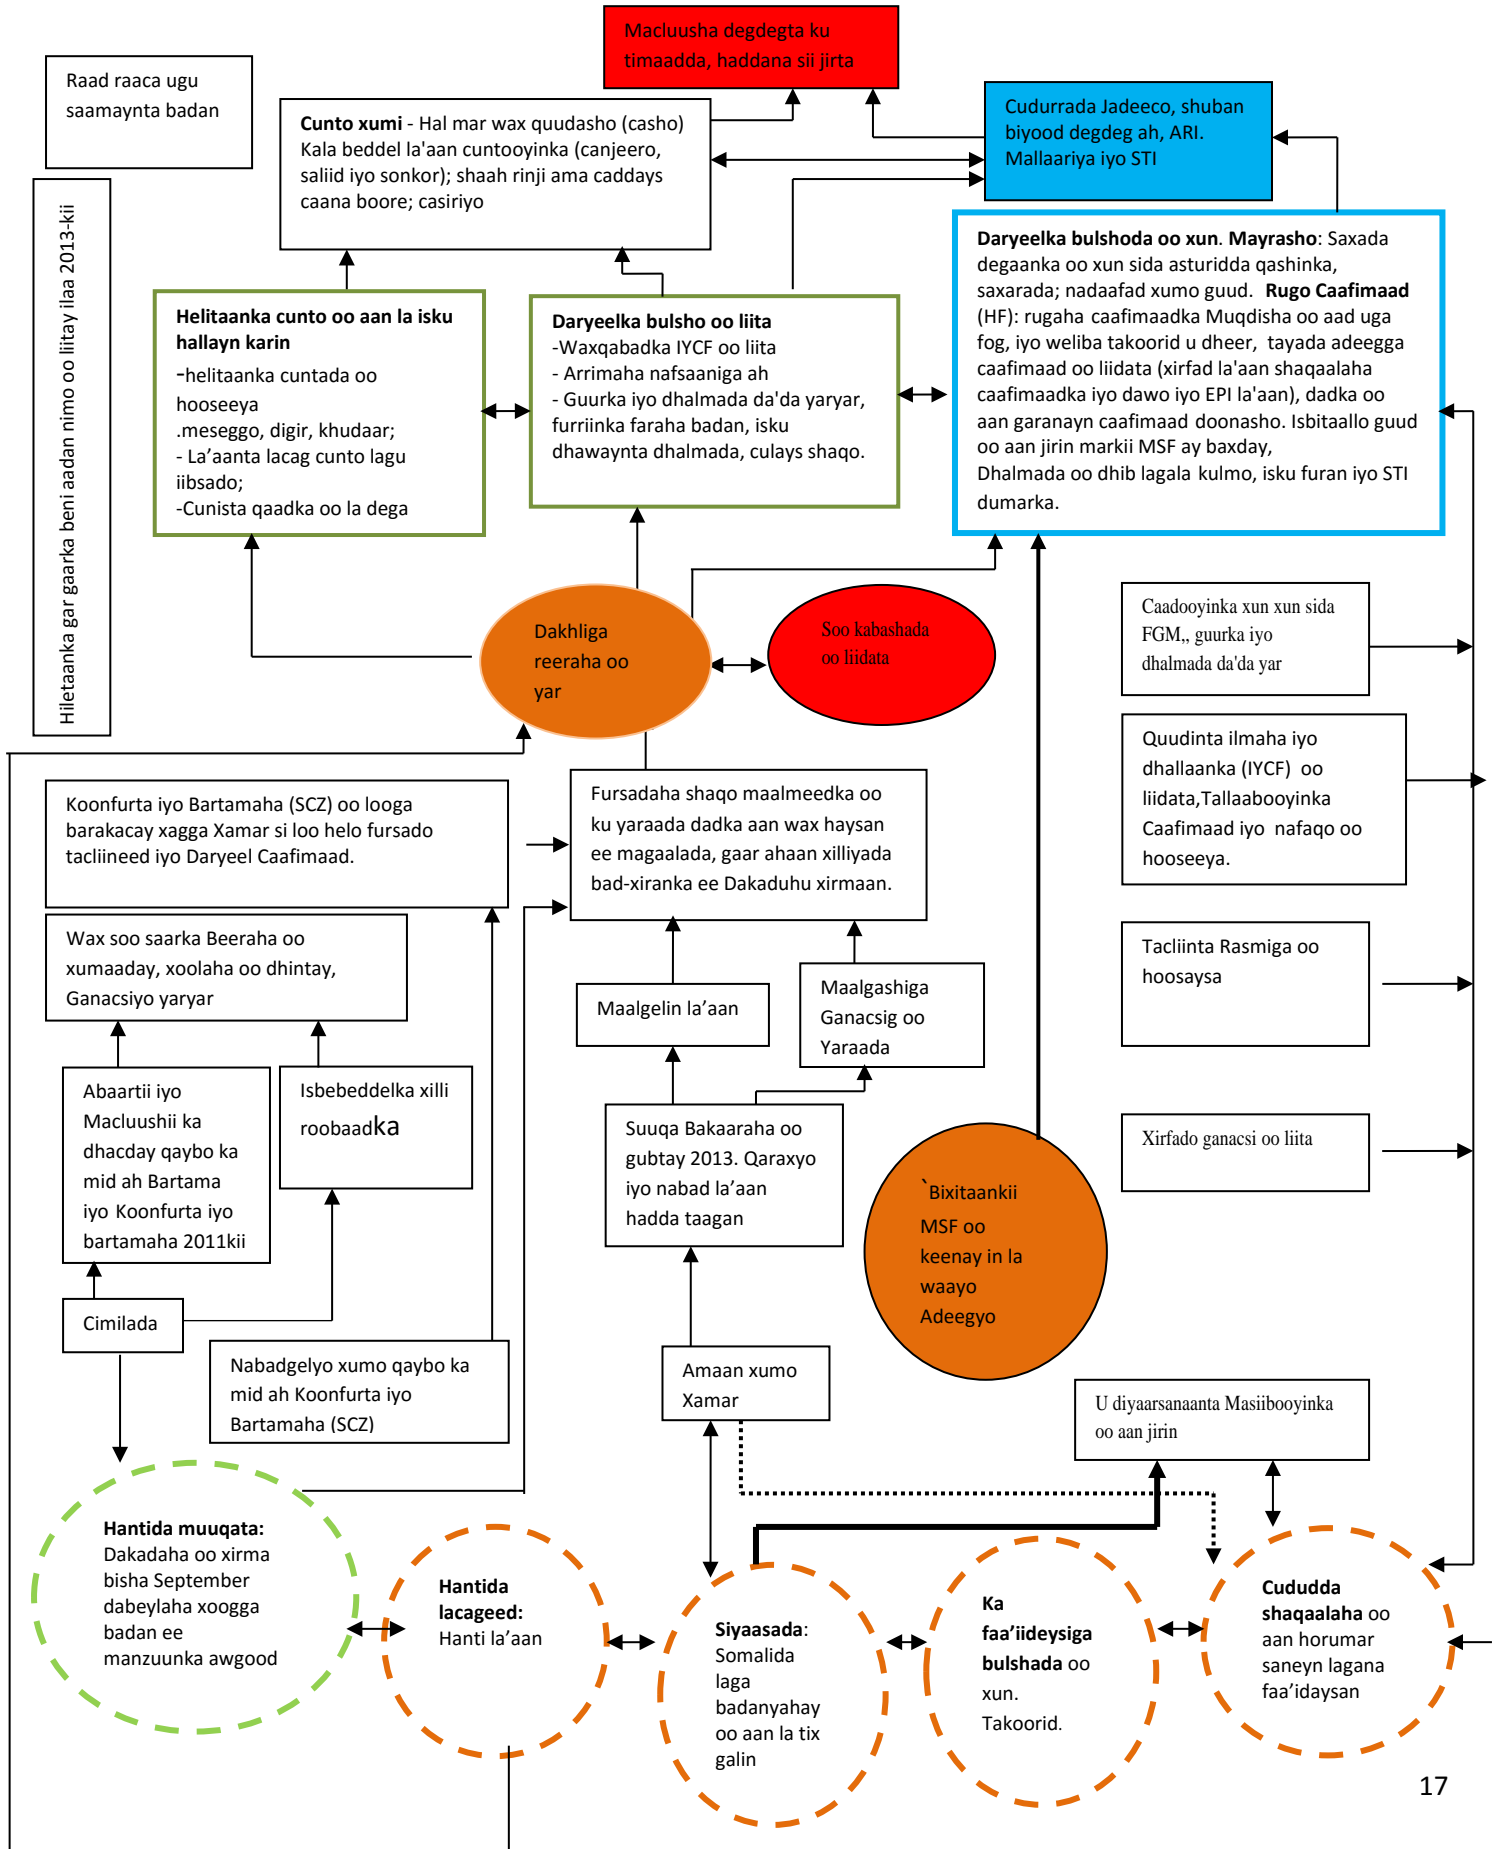 Macluusha degdegta ku
timaadda, haddana sii jirta
Raad raaca ugu
saamaynta badan
Cunto xumi - Hal mar wax quudasho (casho)
Kala beddel la'aan cuntooyinka (canjeero,
saliid iyo sonkor); shaah rinji ama caddays
caana boore; casiriyo
Cudurrada Jadeeco, shuban
biyood degdeg ah, ARI.
Mallaariya iyo STI
Hiletaanka gar gaarka beni aadan nimo oo liitay ilaa 2013-kii
Helitaanka cunto oo aan la isku
hallayn karin
-helitaanka cuntada oo
hooseeya
.meseggo, digir, khudaar;
- La'aanta lacag cunto lagu
iibsado;
-Cunista qaadka oo la dega
Daryeelka bulsho oo liita
-Waxqabadka IYCF oo liita
- Arrimaha nafsaaniga ah
- Guurka iyo dhalmada da'da yaryar,
furriinka faraha badan, isku
dhawaynta dhalmada, culays shaqo.
Daryeelka bulshoda oo xun. Mayrasho: Saxada
degaanka oo xun sida asturidda qashinka,
saxarada; nadaafad xumo guud. Rugo Caafimaad
(HF): rugaha caafimaadka Muqdisha oo aad uga
fog, iyo weliba takoorid u dheer, tayada adeegga
caafimaad oo liidata (xirfad la'aan shaqaalaha
caafimaadka iyo dawo iyo EPI la'aan), dadka oo
aan garanayn caafimaad doonasho. Isbitaallo guud
oo aan jirin markii MSF ay baxday,
Dhalmada oo dhib lagala kulmo, isku furan iyo STI
dumarka.
Dakhliga
reeraha oo
yar
Soo kabashada
oo liidata
Caadooyinka xun xun sida
FGM,, guurka iyo
dhalmada da'da yar
Quudinta ilmaha iyo
dhallaanka (IYCF) oo
liidata,Tallaabooyinka
Caafimaad iyo nafaqo oo
hooseeya.
Koonfurta iyo Bartamaha (SCZ) oo looga
barakacay xagga Xamar si loo helo fursado
tacliineed iyo Daryeel Caafimaad.
Fursadaha shaqo maalmeedka oo
ku yaraada dadka aan wax haysan
ee magaalada, gaar ahaan xilliyada
bad-xiranka ee Dakaduhu xirmaan.
Wax soo saarka Beeraha oo
xumaaday, xoolaha oo dhintay,
Ganacsiyo yaryar
Maalgelin la'aan
Maalgashiga
Ganacsig oo
Yaraada
Tacliinta Rasmiga oo
hoosaysa
Abaartii iyo
Macluushii ka
dhacday qaybo ka
mid ah Bartama
iyo Koonfurta iyo
bartamaha 2011kii
Isbebeddelka xilli
roobaadka
Suuqa Bakaaraha oo
gubtay 2013. Qaraxyo
iyo nabad la'aan
hadda taagan
Xirfado ganacsi oo liita
`Bixitaankii
MSF oo
keenay in la
waayo
Adeegyo
Cimilada
Nabadgelyo xumo qaybo ka
mid ah Koonfurta iyo
Bartamaha (SCZ)
Amaan xumo
Xamar
U diyaarsanaanta Masiibooyinka
oo aan jirin
Hantida muuqata:
Dakadaha oo xirma
bisha September
dabeylaha xoogga
badan ee
manzuunka awgood
Hantida
lacageed:
Hanti la'aan
Siyaasada:
Somalida
laga
badanyahay
oo aan la tix
galin
Ka
faa'iideysiga
bulshada oo
xun.
Takoorid.
Cududda
shaqaalaha oo
aan horumar
saneyn lagana
faa'idaysan
17